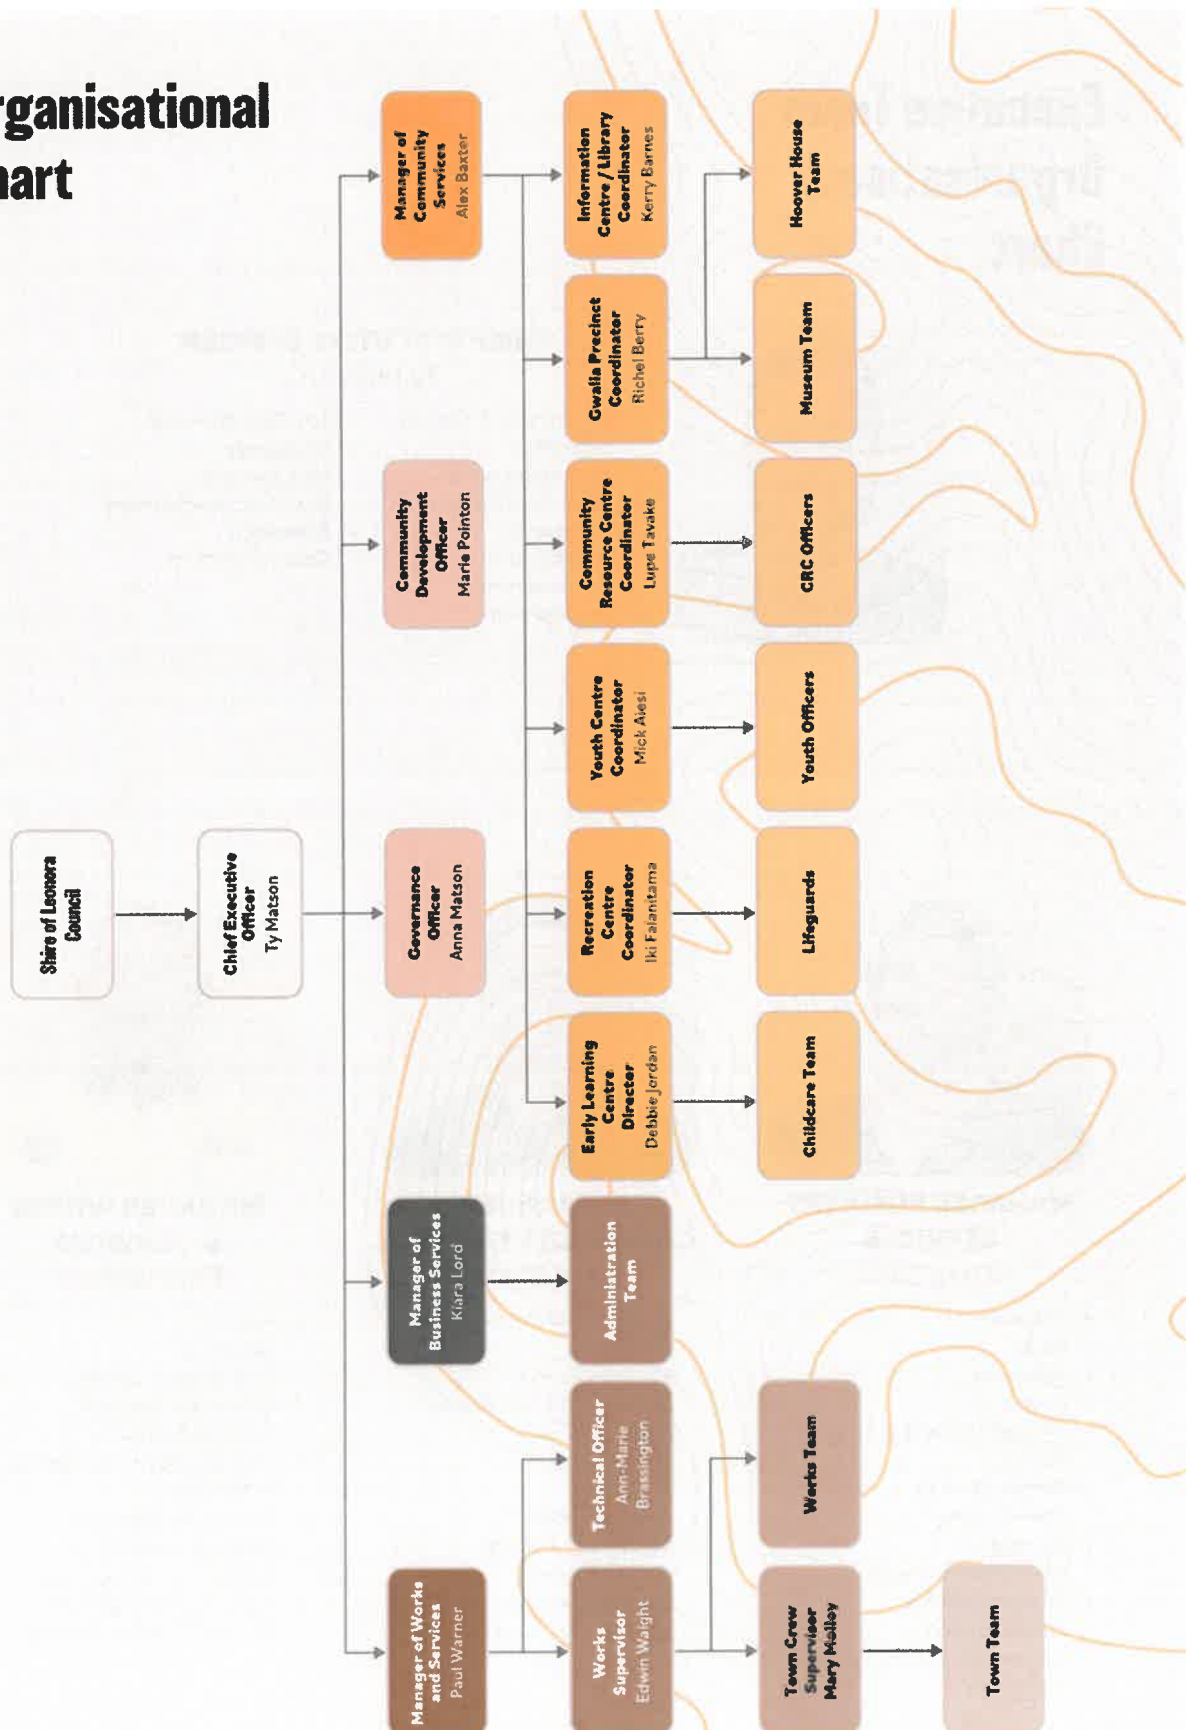 rganisational
hart
Shire of Leonora
Council
Chief Executive
Officer
Ty Matson
Manager of Works
and Services
Paul Warner
Manager of
Business Services
Kiara Lord
Governance
Officer
Anna Matson
Community
Development
Officer
Marie Pointon
Manager of
Community
Services
Alex Baxter
Works
Supervisor
Edwin Waight
Technical Officer
Ann-Marie
Brassington
Administration
Team
Early Learning
Centre
Director
Debbie Jordan
Recreation
Centre
Coordinator
Iki Falanitama
Youth Centre
Coordinator
Mick Aiesi
Community
Resource Centre
Coordinator
Lupe Tavake
Gwalia Precinct
Coordinator
Richel Berry
Information
Centre / Library
Coordinator
Kerry Barnes
Town Crew
Supervisor
Mary Molloy
Works Team
Childcare Team
Lifeguards
Youth Officers
CRC Officers
Museum Team
Hoover House
Team
Town Team